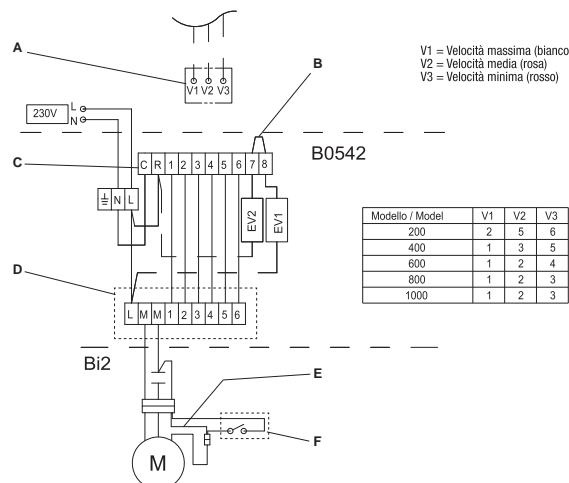 A
B
V1 V2 V3
V1 = Velocità massima (bianco
V2 = Velocità media (rosa)
V3 = Velocità minima (rosso)
230V
L
N
B0542
C
C R 1 2 3 4 5 6 7 8
N L
EV2
EV1
Modello / Model V1 V2 V3
200 2 5 6
400 1 3 5
600 1 2 4
800 1 2 3
1000 1 2 3
D
L M M 1 2 3 4 5 6
Bi2
E
F
M